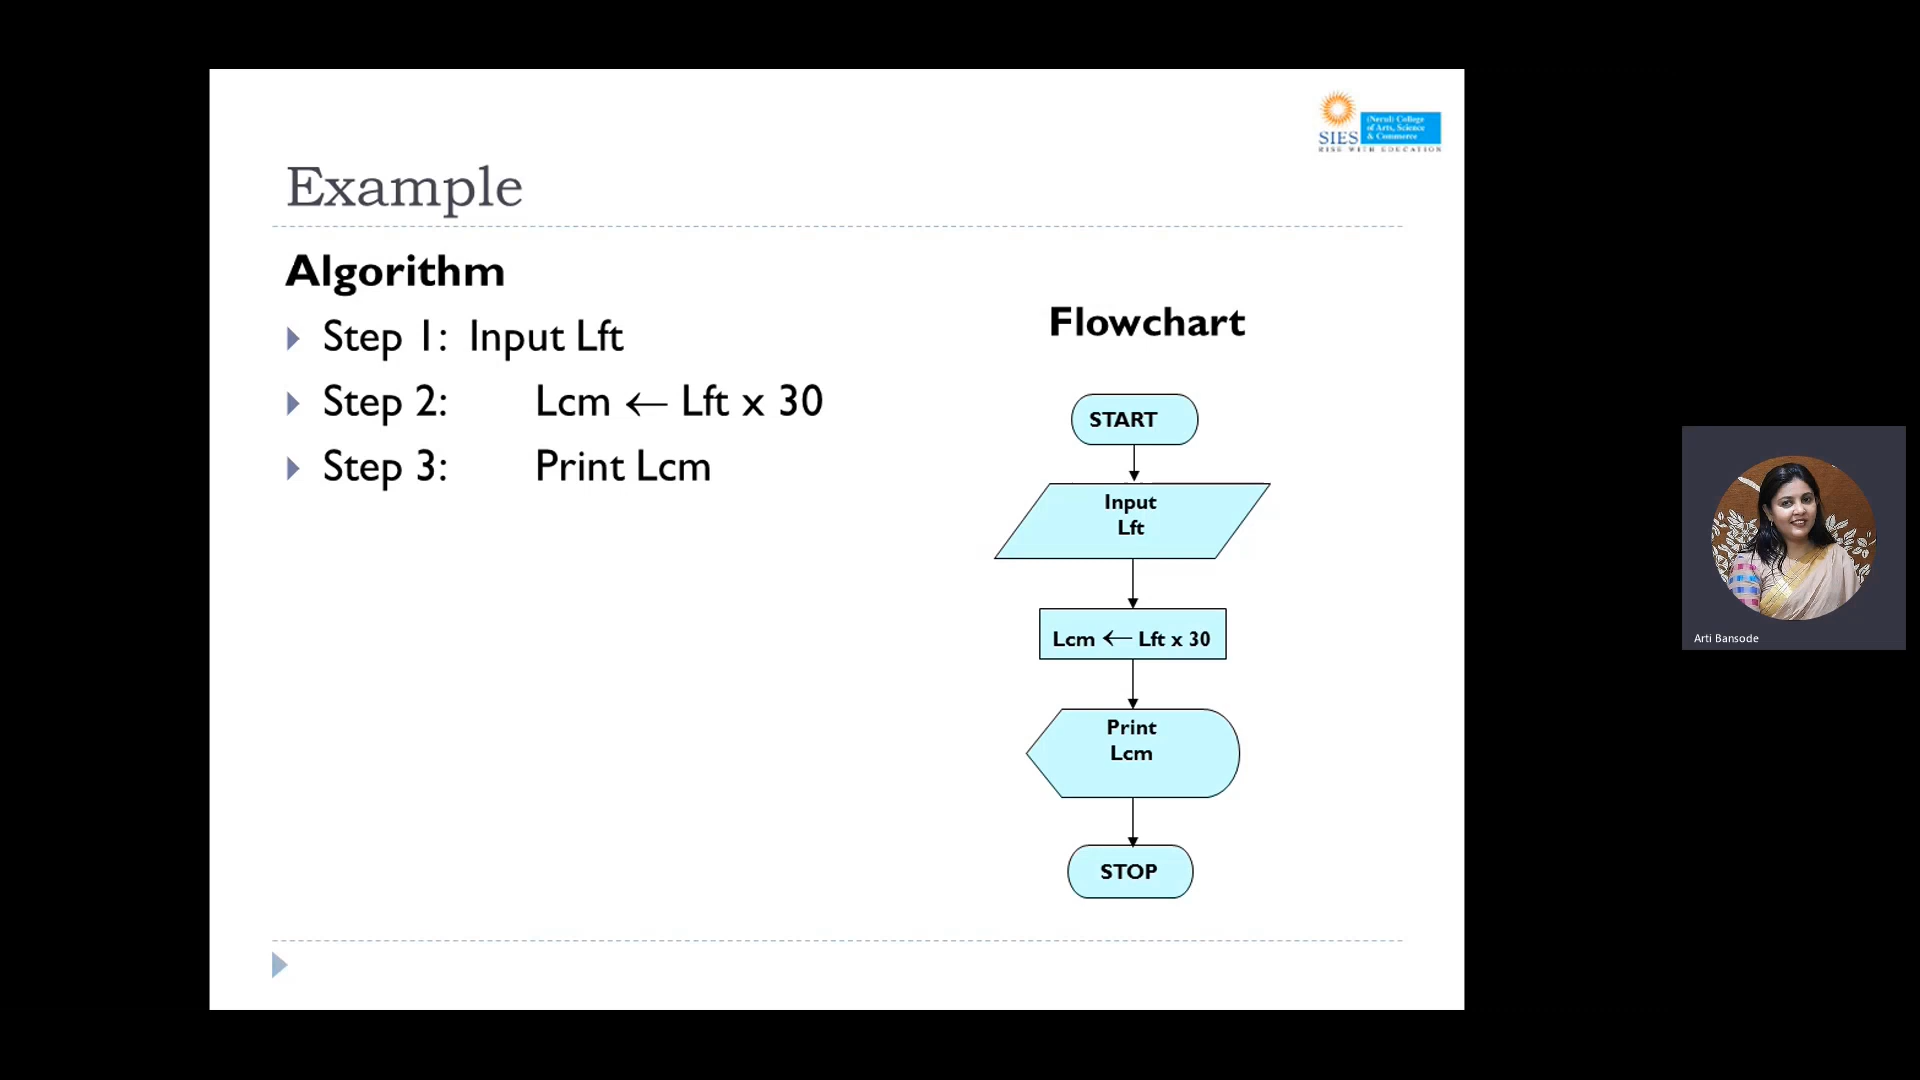 SIES
(Nerul) College
of Arts, Science
& Commerce
RISE WITH EDUCATION
Example
Algorithm
Step 1: Input Lft
Step 2: Lcm ← Lft x 30
Step 3: Print Lcm
Flowchart
START
Input
Lft
Lcm ← Lft x 30
Print
Lcm
STOP
Arti Bansode